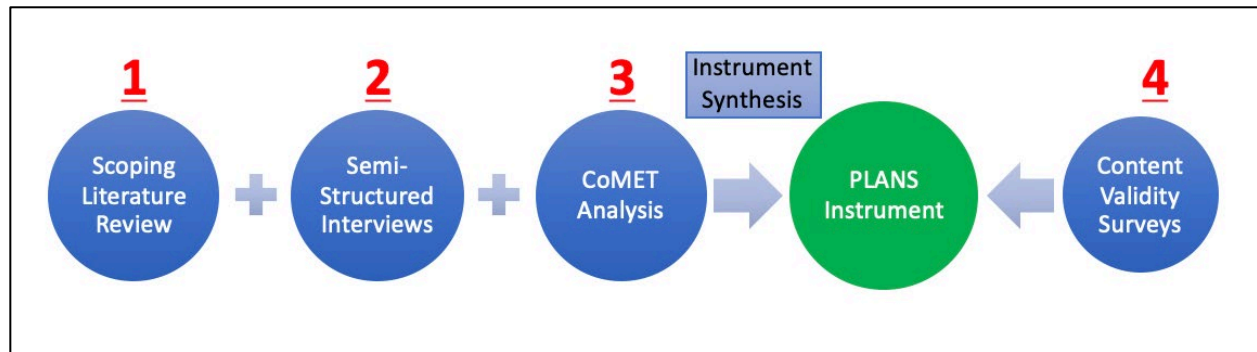 1
2
3
4
Instrument
Synthesis
Scoping
Literature
Review
Semi-
Structured
Interviews
CoMET
Analysis
PLANS
Instrument
Content
Validity
Surveys